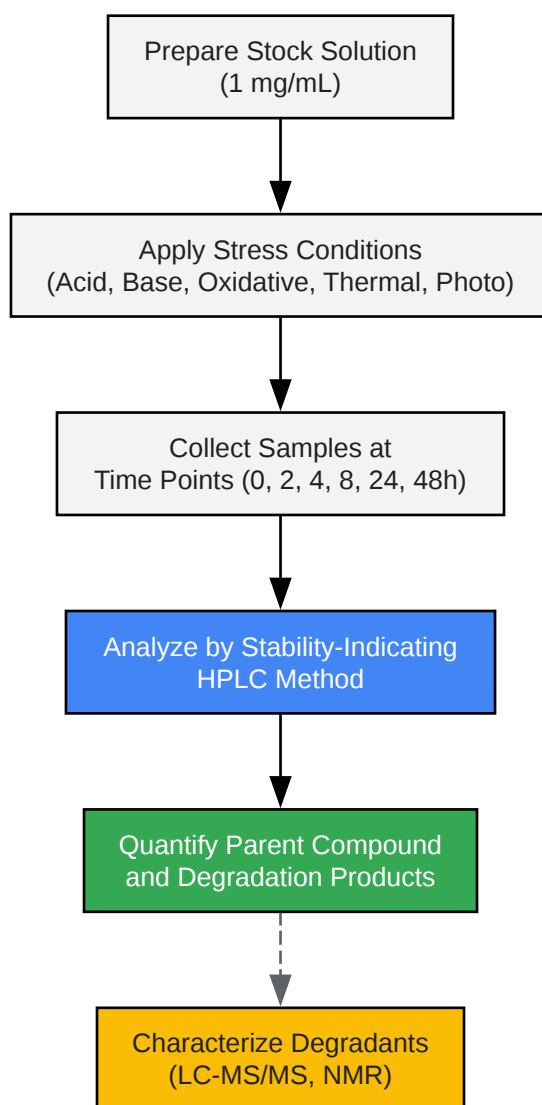 Prepare Stock Solution
(1 mg/mL)
Apply Stress Conditions
(Acid, Base, Oxidative, Thermal, Photo)
Collect Samples at
Time Points (0, 2, 4, 8, 24, 48h)
Analyze by Stability-Indicating
HPLC Method
Quantify Parent Compound
and Degradation Products
Characterize Degradants
(LC-MS/MS, NMR)